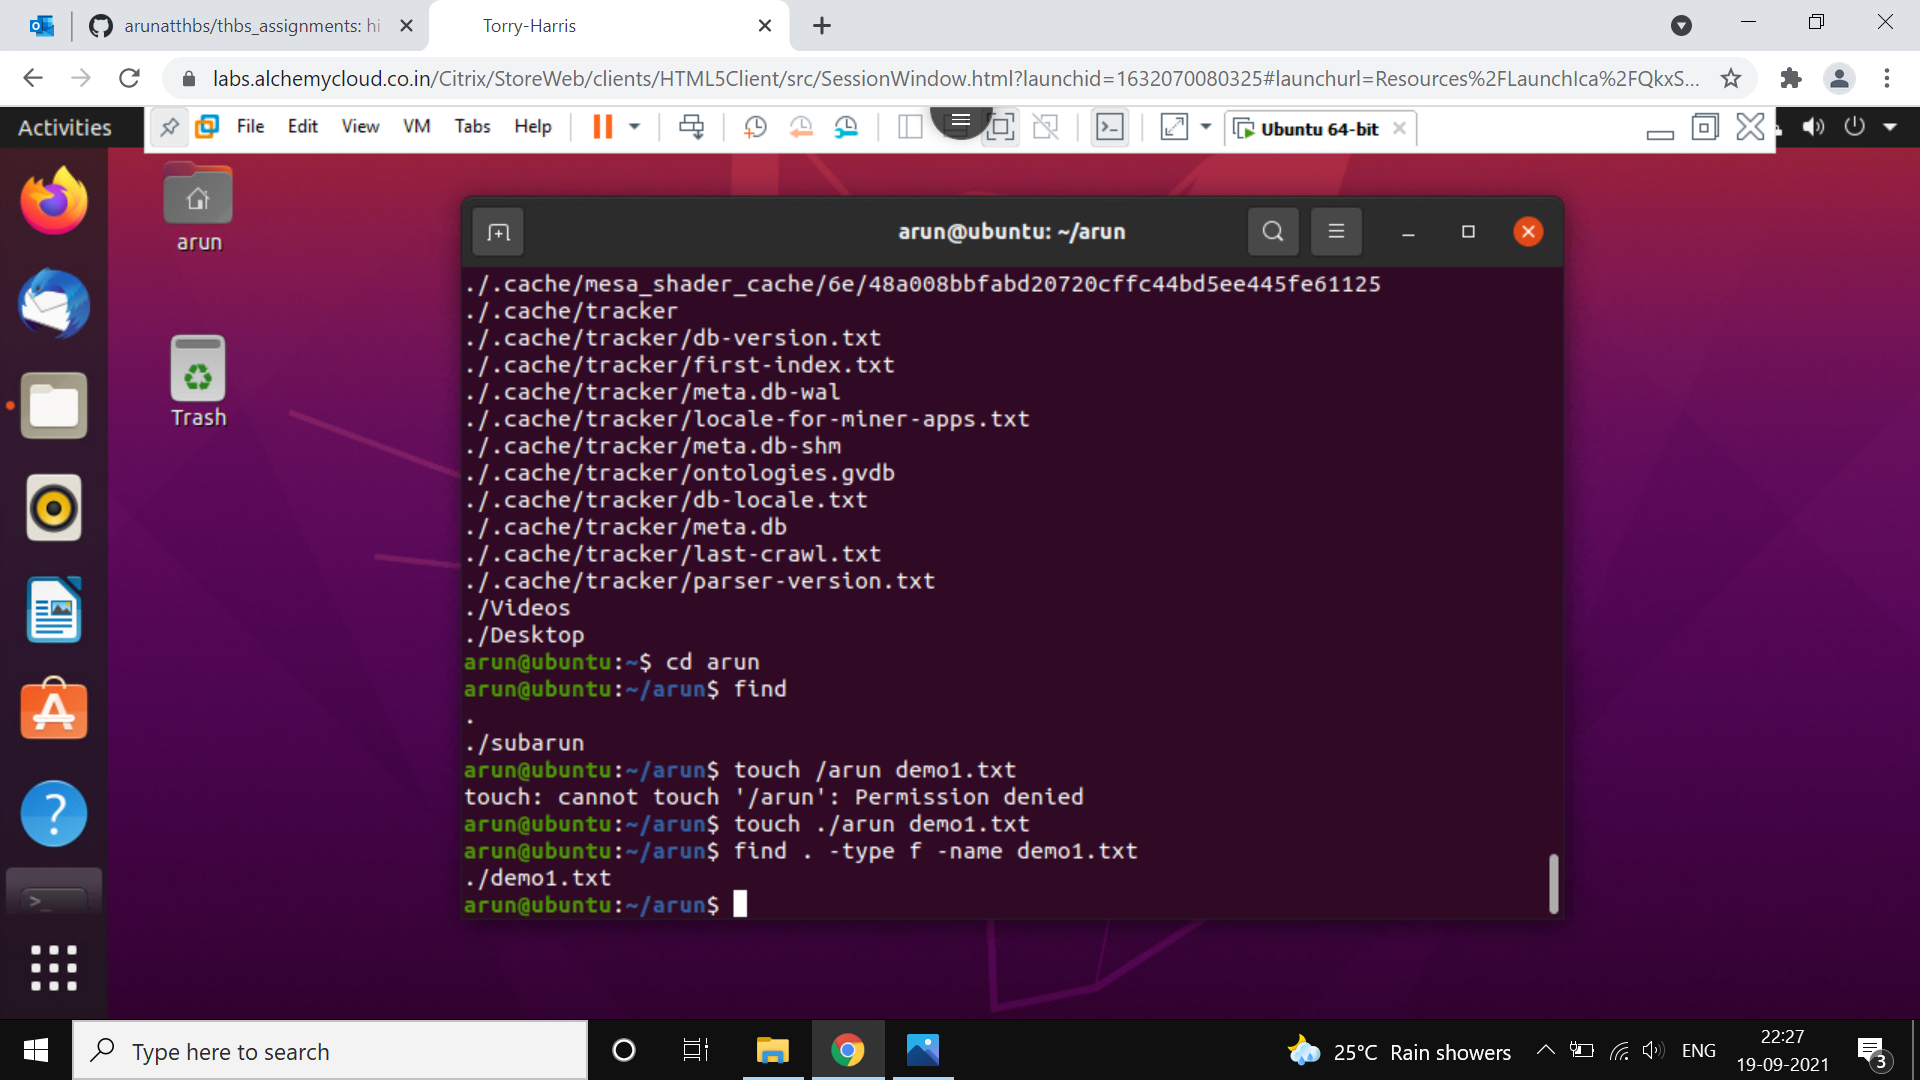 arunatthbs/thbs_assignments: hi
Torry-Harris
labs.alchemycloud.co.in/Citrix/StoreWeb/clients/HTML5Client/src/SessionWindow.html?launchid=1632070080325#launchurl=Resources%2FLaunchIca%2FQkxS...
Activities
File Edit View VM Tabs Help
Ubuntu 64-bit
arun
Trash
arun@ubuntu: ~/arun
./.cache/mesa_shader_cache/6e/48a008bbfabd20720cffc44bd5ee445fe61125
./.cache/tracker
./.cache/tracker/db-version.txt
./.cache/tracker/first-index.txt
./.cache/tracker/meta.db-wal
./.cache/tracker/locale-for-miner-apps.txt
./.cache/tracker/meta.db-shm
./.cache/tracker/ontologies.gvdb
./.cache/tracker/db-locale.txt
./.cache/tracker/meta.db
./.cache/tracker/last-crawl.txt
./.cache/tracker/parser-version.txt
./Videos
./Desktop
arun@ubuntu:~$ cd arun
arun@ubuntu:~/arun$ find
.
./subarun
arun@ubuntu:~/arun$ touch /arun demo1.txt
touch: cannot touch '/arun': Permission denied
arun@ubuntu:~/arun$ touch ./arun demo1.txt
arun@ubuntu:~/arun$ find . -type f -name demo1.txt
./demo1.txt
arun@ubuntu:~/arun$
Type here to search
25°C Rain showers
ENG
22:27
19-09-2021
3